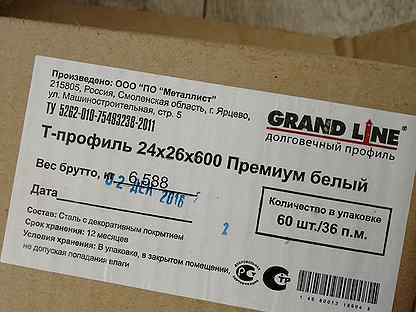 Произведено: ООО "ПО "Металлист"
215805, Россия, Смоленская область, г. Ярцево,
ул. Машиностроительная, стр. 5
ТУ 5262-010-75463238-2011
GRAND LINE®
долговечный профиль
Т-профиль 24х26х600 Премиум белый
Вес брутто, кг 6,588
02 ДЕК 2016
Дата
2
Количество в упаковке
60 шт./36 п.м.
Состав: Сталь с декоративным покрытием
Срок хранения: 12 месяцев
Условия хранения: В упаковке, в закрытом помещении,
не допуская попадания влаги